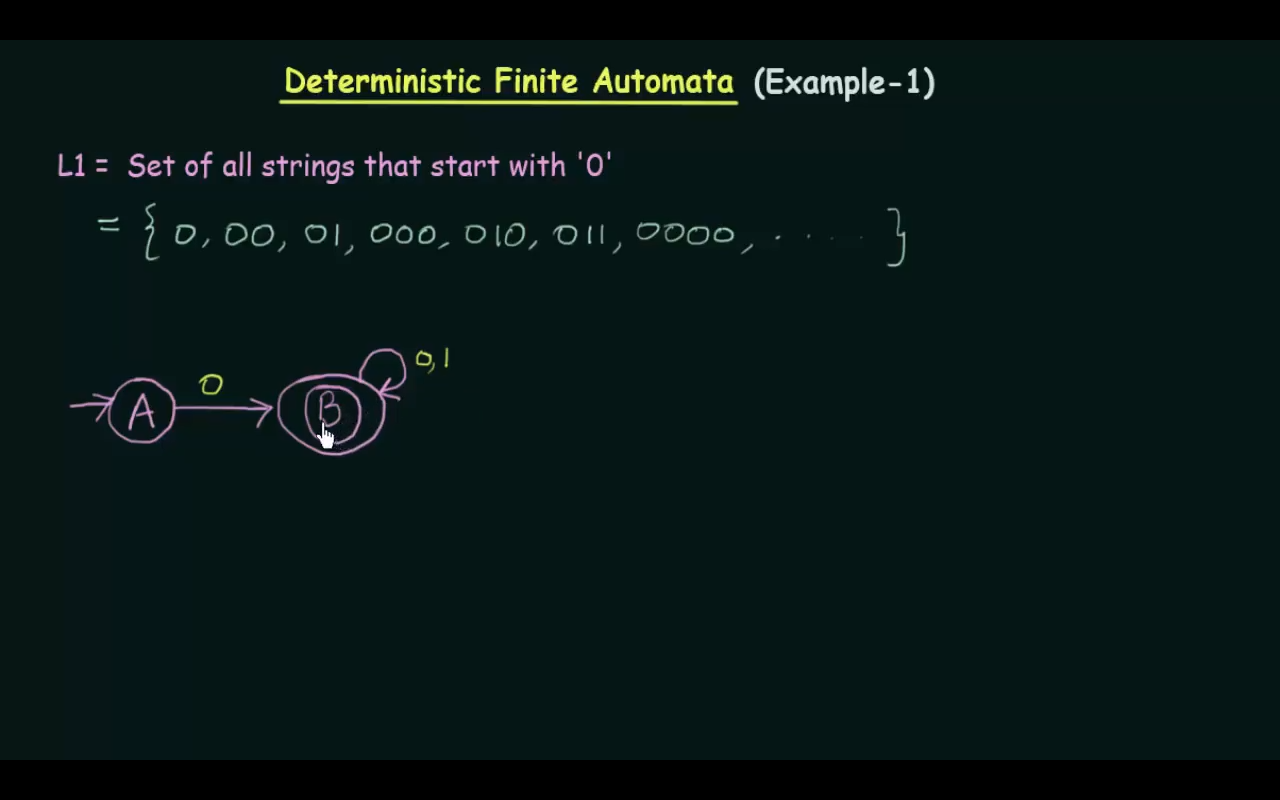 Deterministic Finite Automata (Example-1)
L1 = Set of all strings that start with '0'
= { 0, 00, 01, 000, 010, 011, 0000, . . . . . }
0,1
0
A B